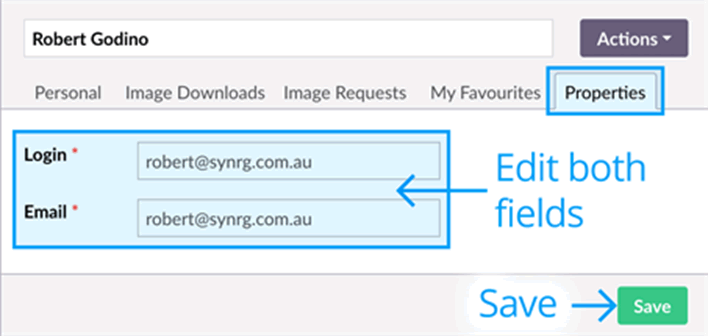 Robert Godino
Actions
Personal Image Downloads Image Requests My Favourites Properties
Login * robert@synrg.com.au
Email * robert@synrg.com.au
Edit both
fields
Save
Save